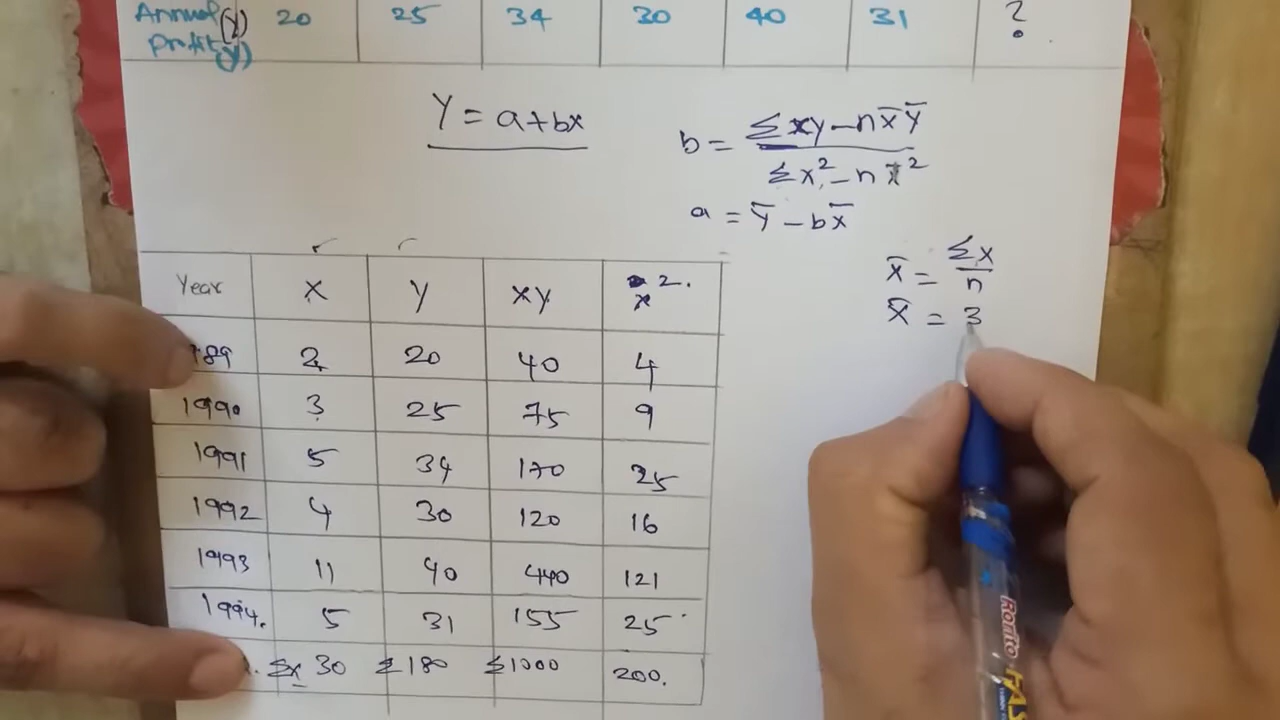 Annual (Y) 20 25 34 30 40 31 ?
Profit (y)
Y = a+bx
b = Σxy-nx̄ȳ
Σx²-nx̄²
a = ȳ - bx̄
x̄ = Σx
n
x̄ = 3
Year x y xy x².
89 2 20 40 4
1990 3 25 75 9
1991 5 34 170 25
1992 4 30 120 16
1993 11 40 440 121
1994. 5 31 155 25
Σx 30 Σ180 Σ1000 200.
Rorito